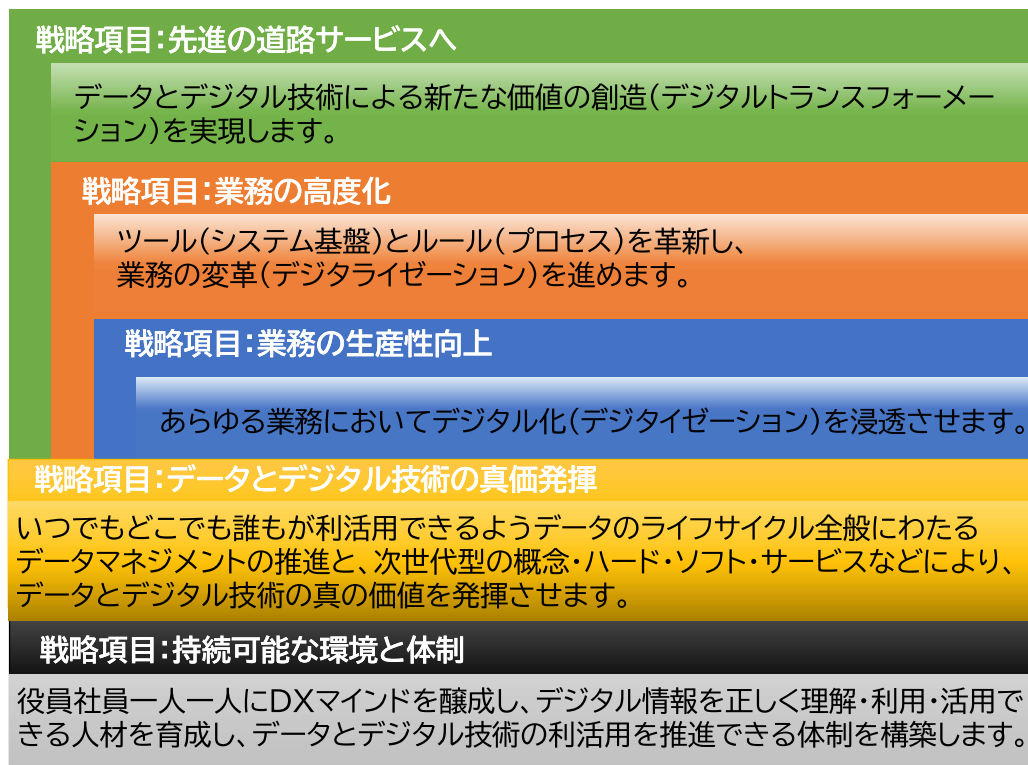 戦略項目：先進の道路サービスへ
データとデジタル技術による新たな価値の創造（デジタルトランスフォーメー
ション）を実現します。
戦略項目：業務の高度化
ツール（システム基盤）とルール（プロセス）を革新し、
業務の変革（デジタライゼーション）を進めます。
戦略項目：業務の生産性向上
あらゆる業務においてデジタル化（デジタイゼーション）を浸透させます。
戦略項目：データとデジタル技術の真価発揮
いつでもどこでも誰もが利活用できるようデータのライフサイクル全般にわたる
データマネジメントの推進と、次世代型の概念・ハード・ソフト・サービスなどにより、
データとデジタル技術の真の価値を発揮させます。
戦略項目：持続可能な環境と体制
役員社員一人一人にDXマインドを醸成し、デジタル情報を正しく理解・利用・活用で
きる人材を育成し、データとデジタル技術の利活用を推進できる体制を構築します。